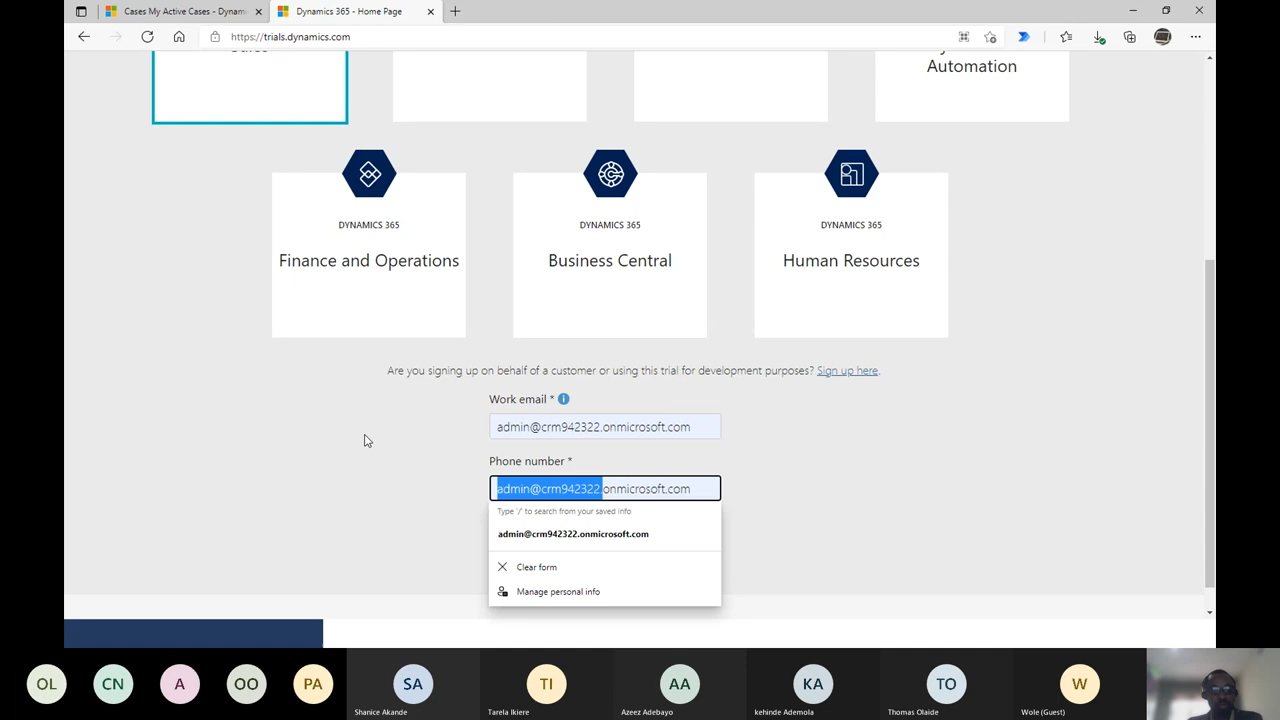 Cases My Active Cases - Dynam
Dynamics 365 - Home Page
https://trials.dynamics.com
Automation
DYNAMICS 365
Finance and Operations
DYNAMICS 365
Business Central
DYNAMICS 365
Human Resources
Are you signing up on behalf of a customer or using this trial for development purposes? Sign up here.
Work email *
admin@crm942322.onmicrosoft.com
Phone number *
admin@crm942322.onmicrosoft.com
Type '/' to search from your saved info
admin@crm942322.onmicrosoft.com
Clear form
Manage personal info
OL
CN
A
OO
PA
SA
Shanice Akande
TI
Tarela Ikiere
AA
Azeez Adebayo
KA
kehinde Ademola
TO
Thomas Olaide
W
Wole (Guest)